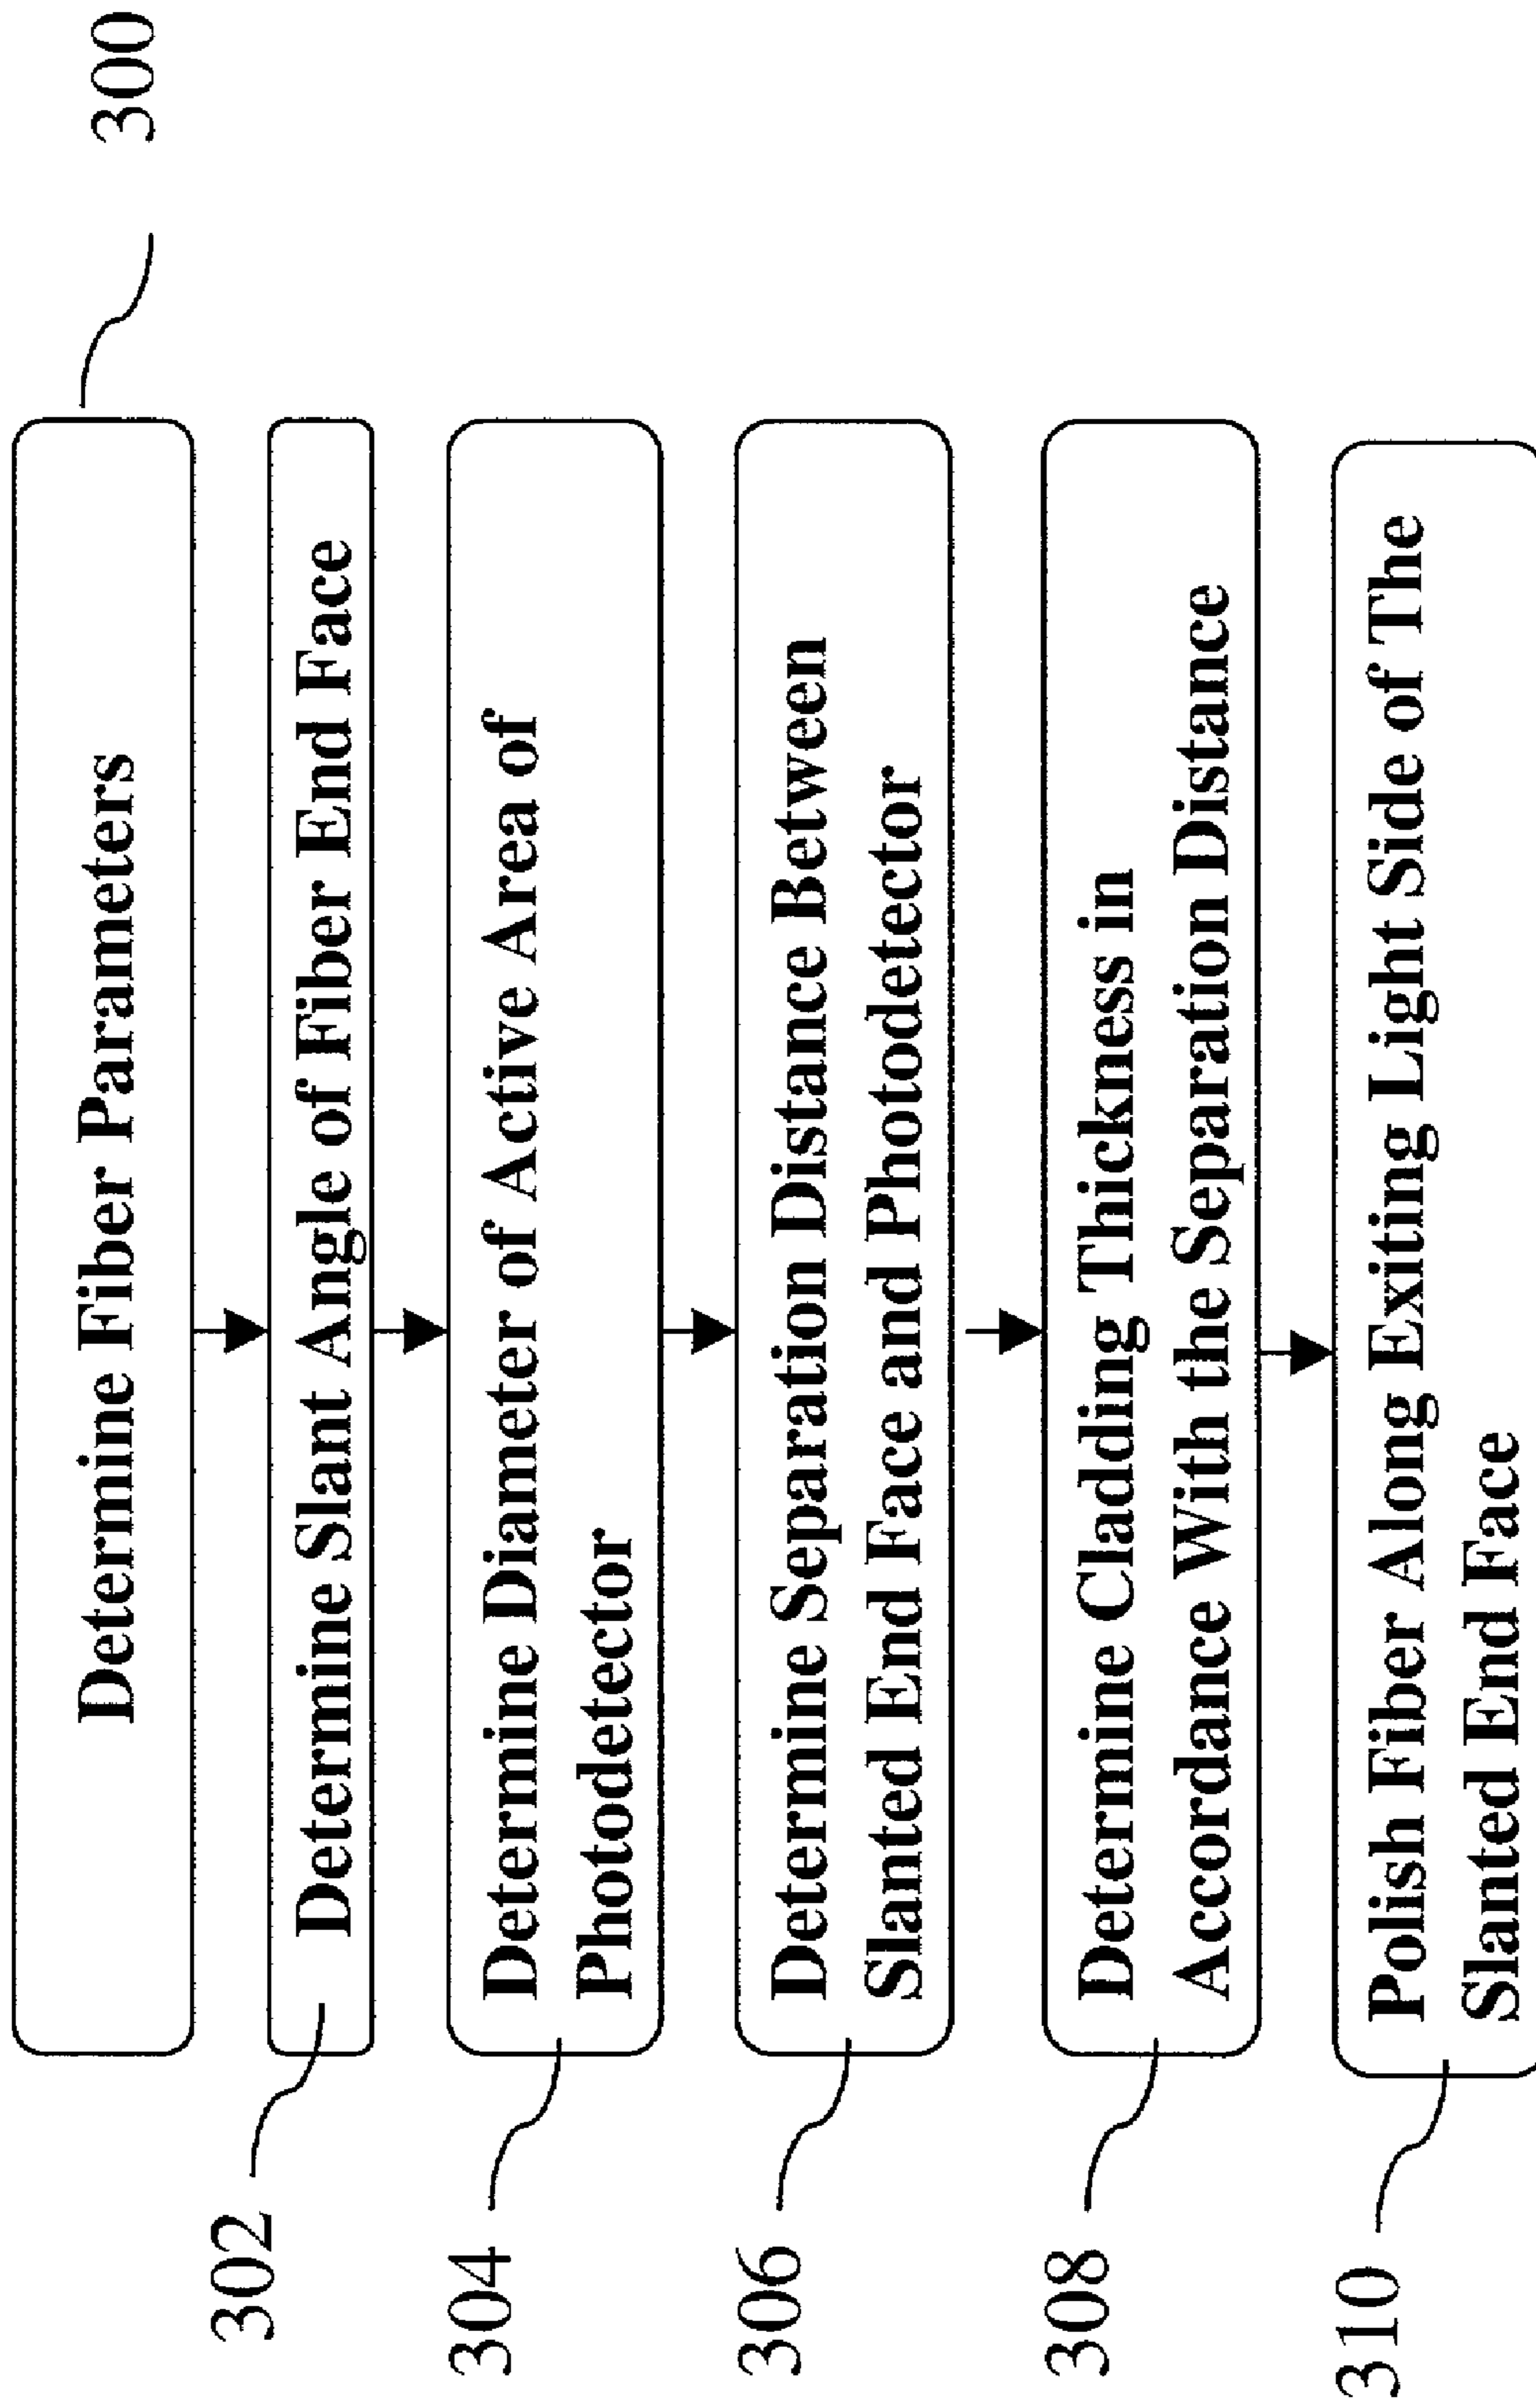 300
Determine Fiber Parameters
302
Determine Slant Angle of Fiber End Face
304
Determine Diameter of Active Area of
Photodetector
306
Determine Separation Distance Between
Slanted End Face and Photodetector
308
Determine Cladding Thickness in
Accordance With the Separation Distance
310
Polish Fiber Along Exiting Light Side of The
Slanted End Face